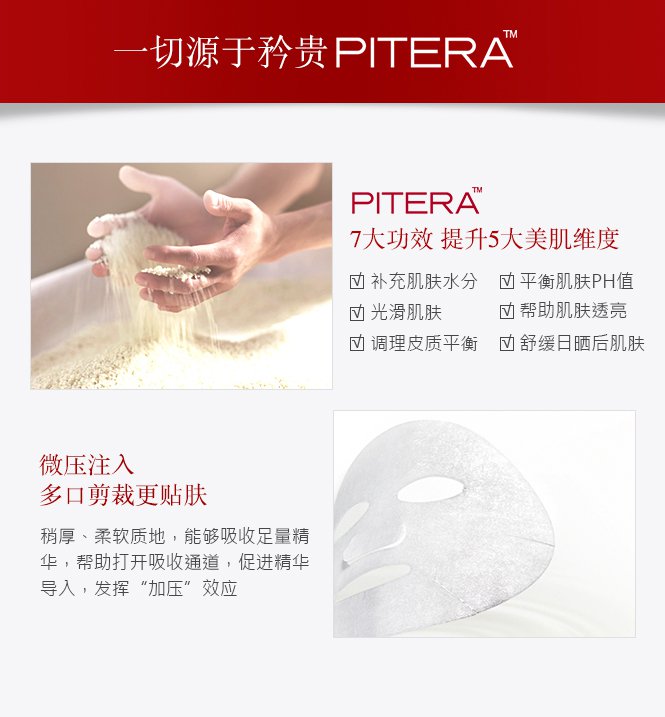 一切源于矜贵PITERA™
PITERA™
7大功效 提升5大美肌维度
☑ 补充肌肤水分 ☑ 平衡肌肤PH值
☑ 光滑肌肤 ☑ 帮助肌肤透亮
☑ 调理皮质平衡 ☑ 舒缓日晒后肌肤
微压注入
多口剪裁更贴肤
稍厚、柔软质地，能够吸收足量精
华，帮助打开吸收通道，促进精华
导入，发挥“加压”效应